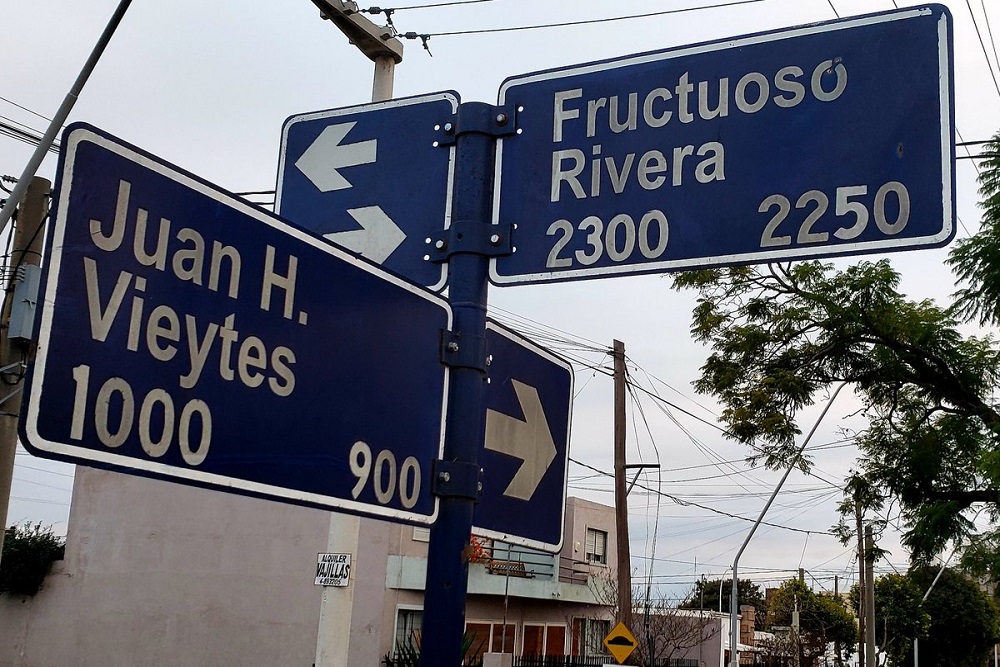 Fructuoso
Rivera
2300 2250
Juan H.
Vieytes
1000 900
ALQUILER
VAJILLAS